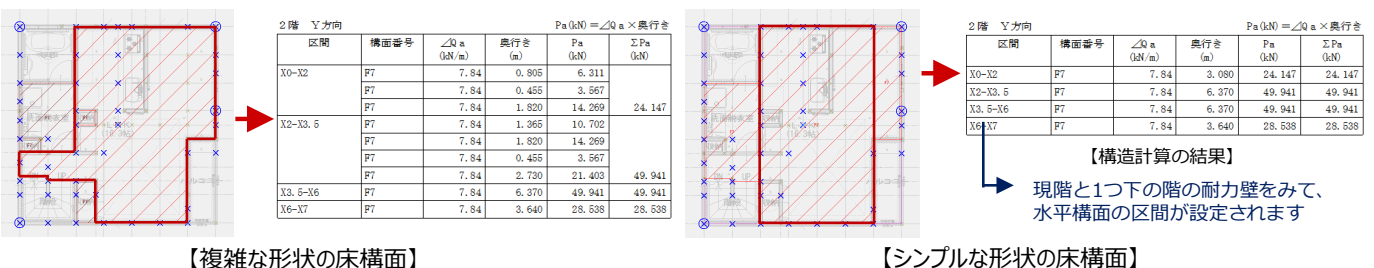 2階 Y方向 Pa(kN)=⊿Qa×奥行き
区間 構面番号 ⊿Qa (kN/m) 奥行き (m) Pa (kN) ΣPa (kN)
X0-X2 F7 7.84 0.805 6.311
F7 7.84 0.455 3.567
F7 7.84 1.820 14.269 24.147
X2-X3.5 F7 7.84 1.365 10.702
F7 7.84 1.820 14.269
F7 7.84 0.455 3.567
F7 7.84 2.730 21.403 49.941
X3.5-X6 F7 7.84 6.370 49.941 49.941
X6-X7 F7 7.84 3.640 28.538 28.538
【複雑な形状の床構面】
2階 Y方向 Pa(kN)=⊿Qa×奥行き
区間 構面番号 ⊿Qa (kN/m) 奥行き (m) Pa (kN) ΣPa (kN)
X0-X2 F7 7.84 3.080 24.147 24.147
X2-X3.5 F7 7.84 6.370 49.941 49.941
X3.5-X6 F7 7.84 6.370 49.941 49.941
X6-X7 F7 7.84 3.640 28.538 28.538
【構造計算の結果】
現階と1つ下の階の耐力壁をみて、
水平構面の区間が設定されます
【シンプルな形状の床構面】